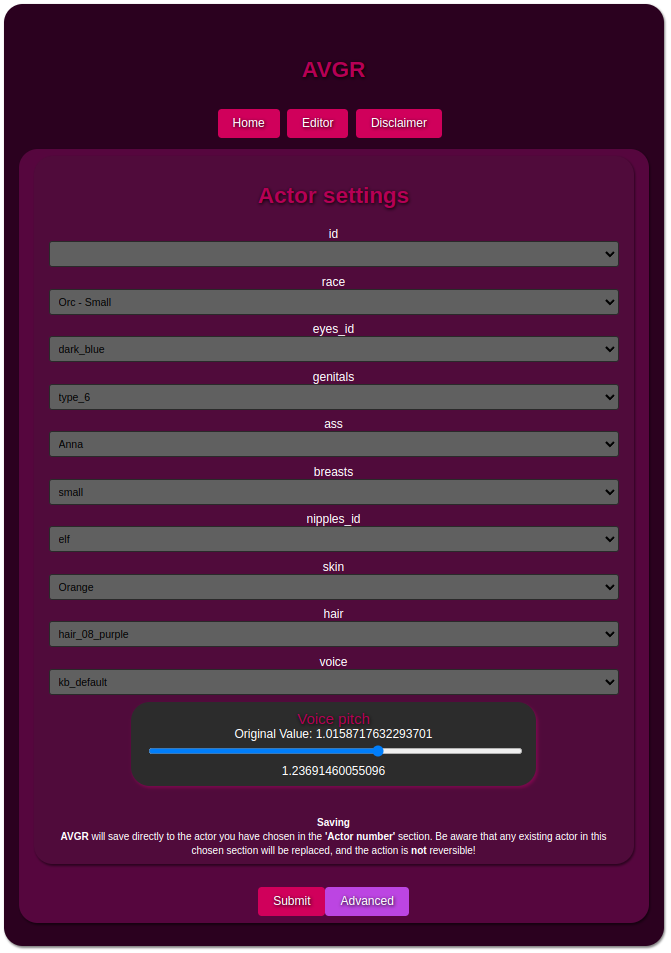 AVGR
Home Editor Disclaimer
Actor settings
id
race
Orc - Small
eyes_id
dark_blue
genitals
type_6
ass
Anna
breasts
small
nipples_id
elf
skin
Orange
hair
hair_08_purple
voice
kb_default
Voice pitch
Original Value: 1.0158717632293701
1.23691460055096
Saving
AVGR will save directly to the actor you have chosen in the 'Actor number' section. Be aware that any existing actor in this
chosen section will be replaced, and the action is not reversible!
Submit Advanced